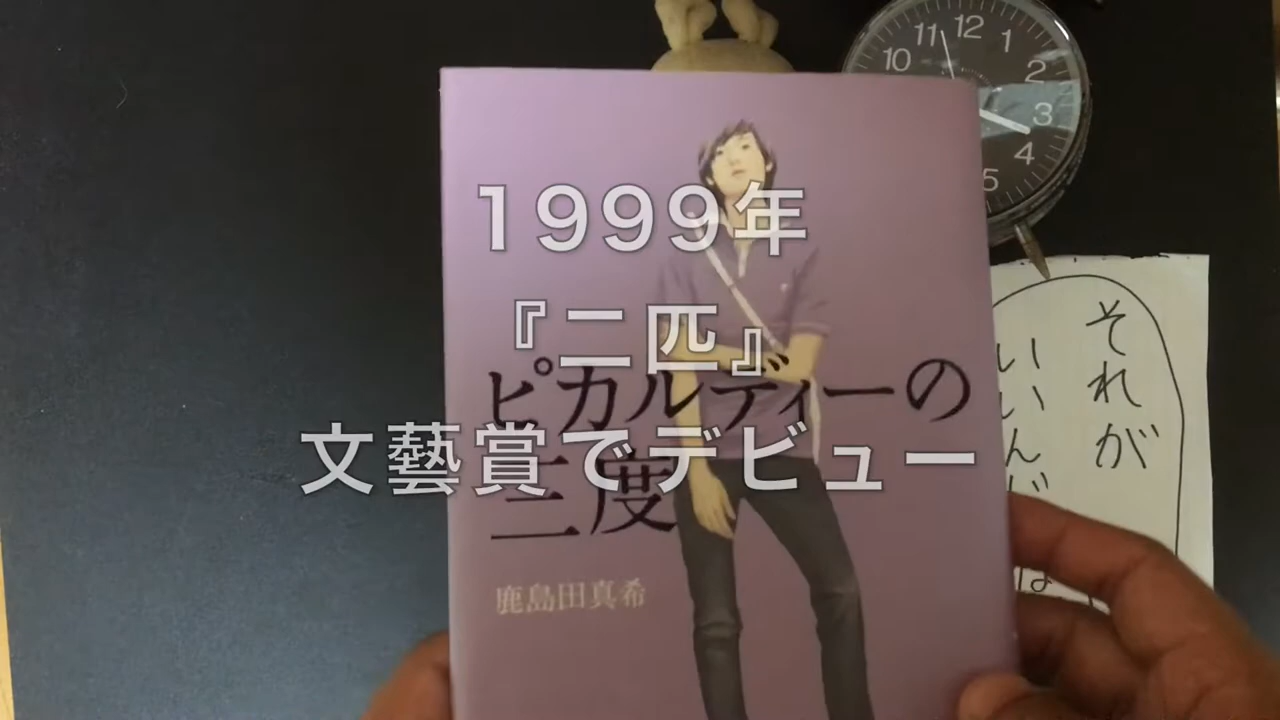 1999年
『二匹』
文藝賞でデビュー
ピカルディーの
三度
鹿島田真希
それが
いいんじ
10
11
12
1
2
3
4
5